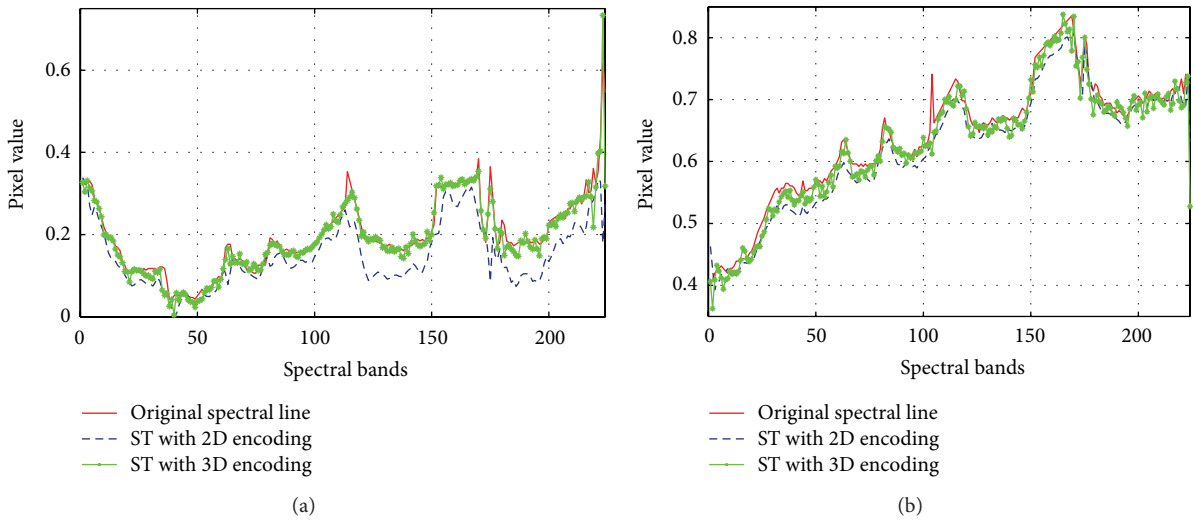 0.6
0.4
0.2
0
Pixel value
0
50
100
150
200
Spectral bands
Original spectral line
ST with 2D encoding
ST with 3D encoding
(a)
0.8
0.7
0.6
0.5
0.4
Pixel value
0
50
100
150
200
Spectral bands
Original spectral line
ST with 2D encoding
ST with 3D encoding
(b)